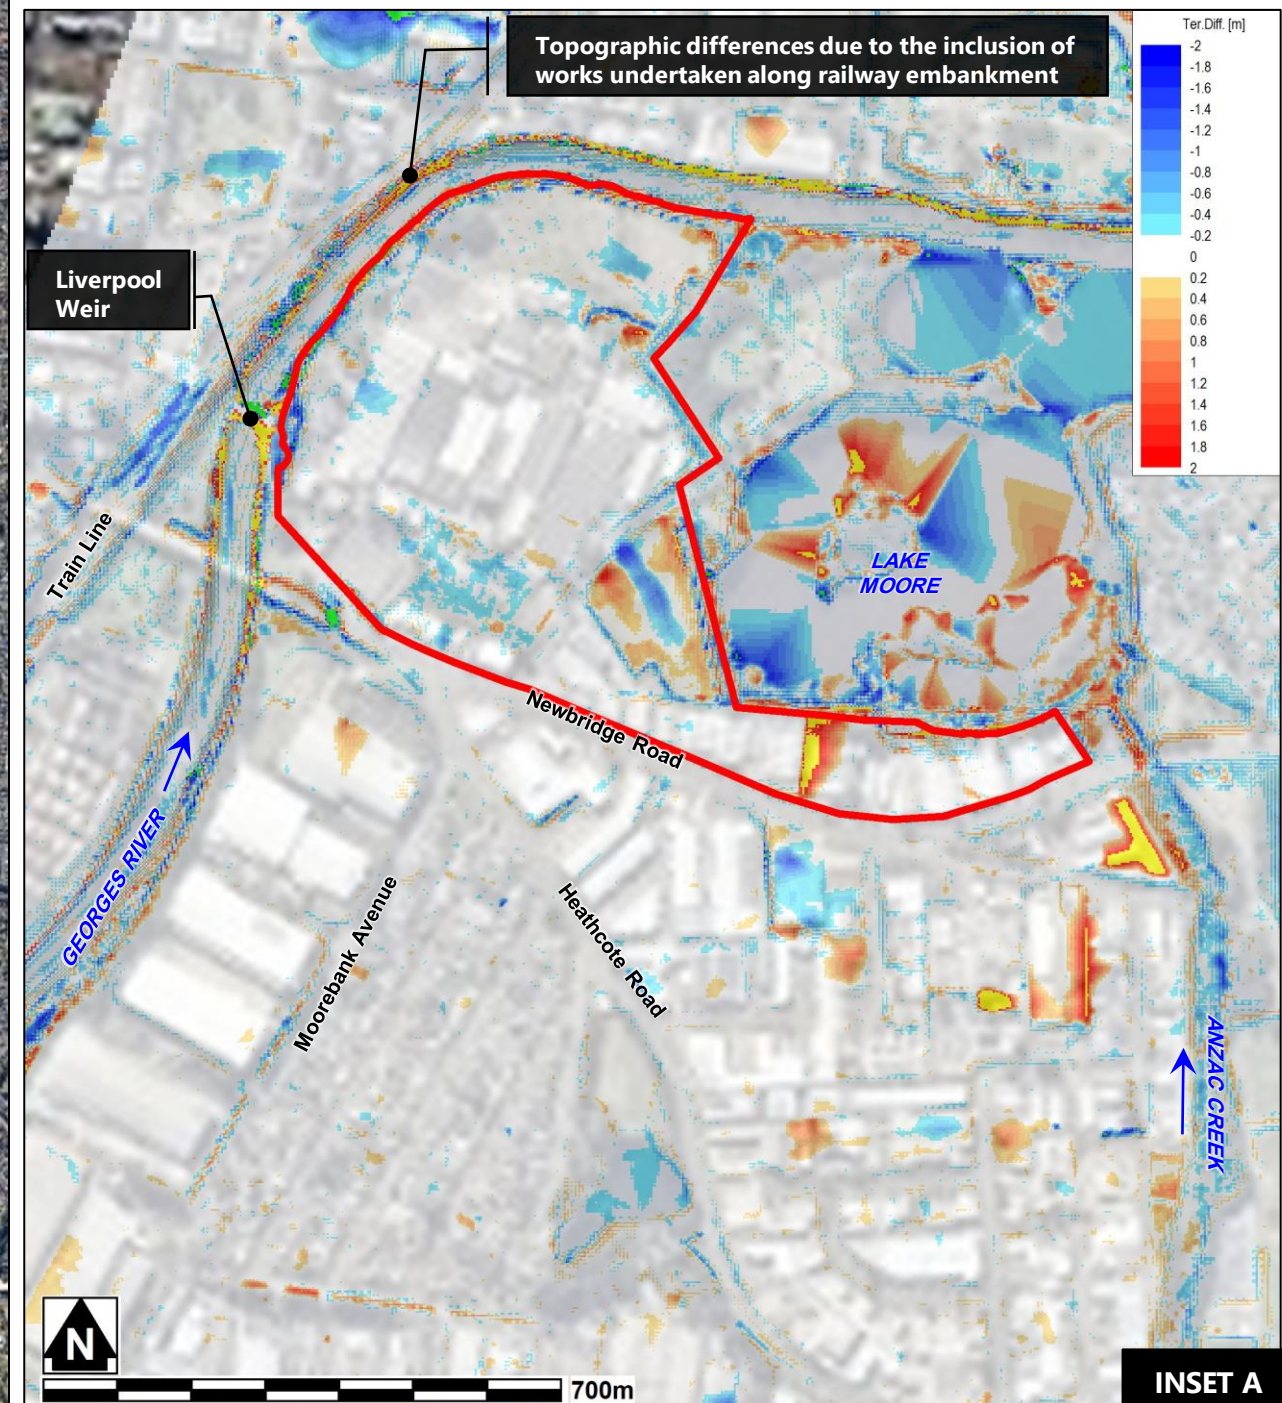 Topographic differences due to the inclusion of
works undertaken along railway embankment
Ter.Diff. [m]
-2
-1.8
-1.6
-1.4
-1.2
-1
-0.8
-0.6
-0.4
-0.2
0
0.2
0.4
0.6
0.8
1
1.2
1.4
1.6
1.8
2
Liverpool
Weir
Train Line
LAKE
MOORE
Newbridge Road
GEORGES RIVER
Moorebank Avenue
Heathcote Road
ANZAC CREEK
N
700m
INSET A